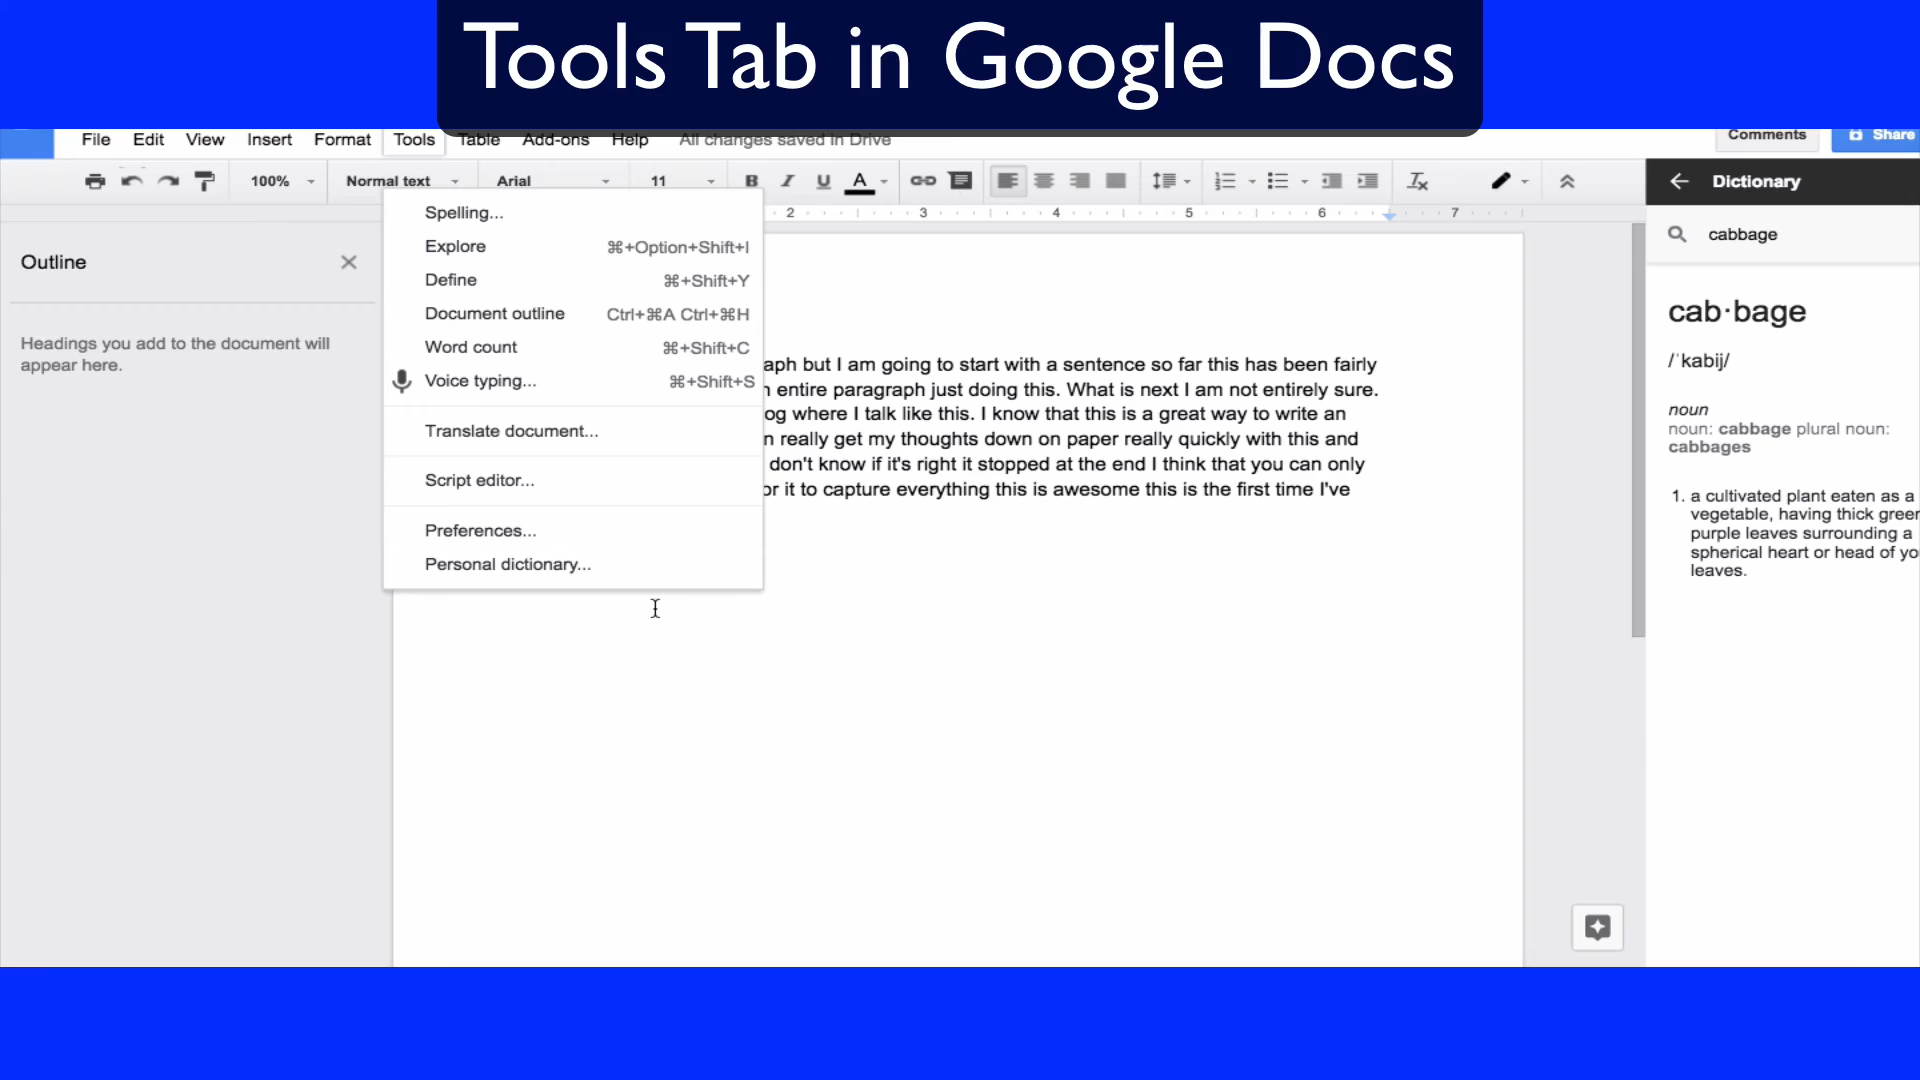 Tools Tab in Google Docs
File Edit View Insert Format Tools Table Add-ons Help All changes saved in Drive
Comments
Share
100% Normal text Arial 11 B I U A
Dictionary
2 3 4 5 6 7
cabbage
Outline
Headings you add to the document will
appear here.
Spelling...
Explore ⌘+Option+Shift+I
Define ⌘+Shift+Y
Document outline Ctrl+⌘A Ctrl+⌘H
Word count ⌘+Shift+C
Voice typing... ⌘+Shift+S
Translate document...
Script editor...
Preferences...
Personal dictionary...
aph but I am going to start with a sentence so far this has been fairly
n entire paragraph just doing this. What is next I am not entirely sure.
og where I talk like this. I know that this is a great way to write an
n really get my thoughts down on paper really quickly with this and
don't know if it's right it stopped at the end I think that you can only
or it to capture everything this is awesome this is the first time I've
cab·bage
/ˈkabij/
noun
noun: cabbage plural noun:
cabbages
1. a cultivated plant eaten as a
vegetable, having thick green
purple leaves surrounding a
spherical heart or head of yo
leaves.